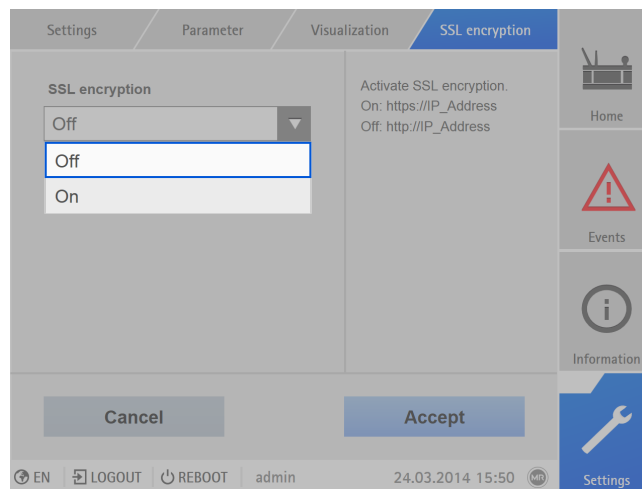 Settings Parameter Visualization SSL encryption
SSL encryption
Off
Off
On
Activate SSL encryption.
On: https://IP_Address
Off: http://IP_Address
Cancel
Accept
Home
Events
Information
Settings
EN LOGOUT REBOOT admin 24.03.2014 15:50 MR